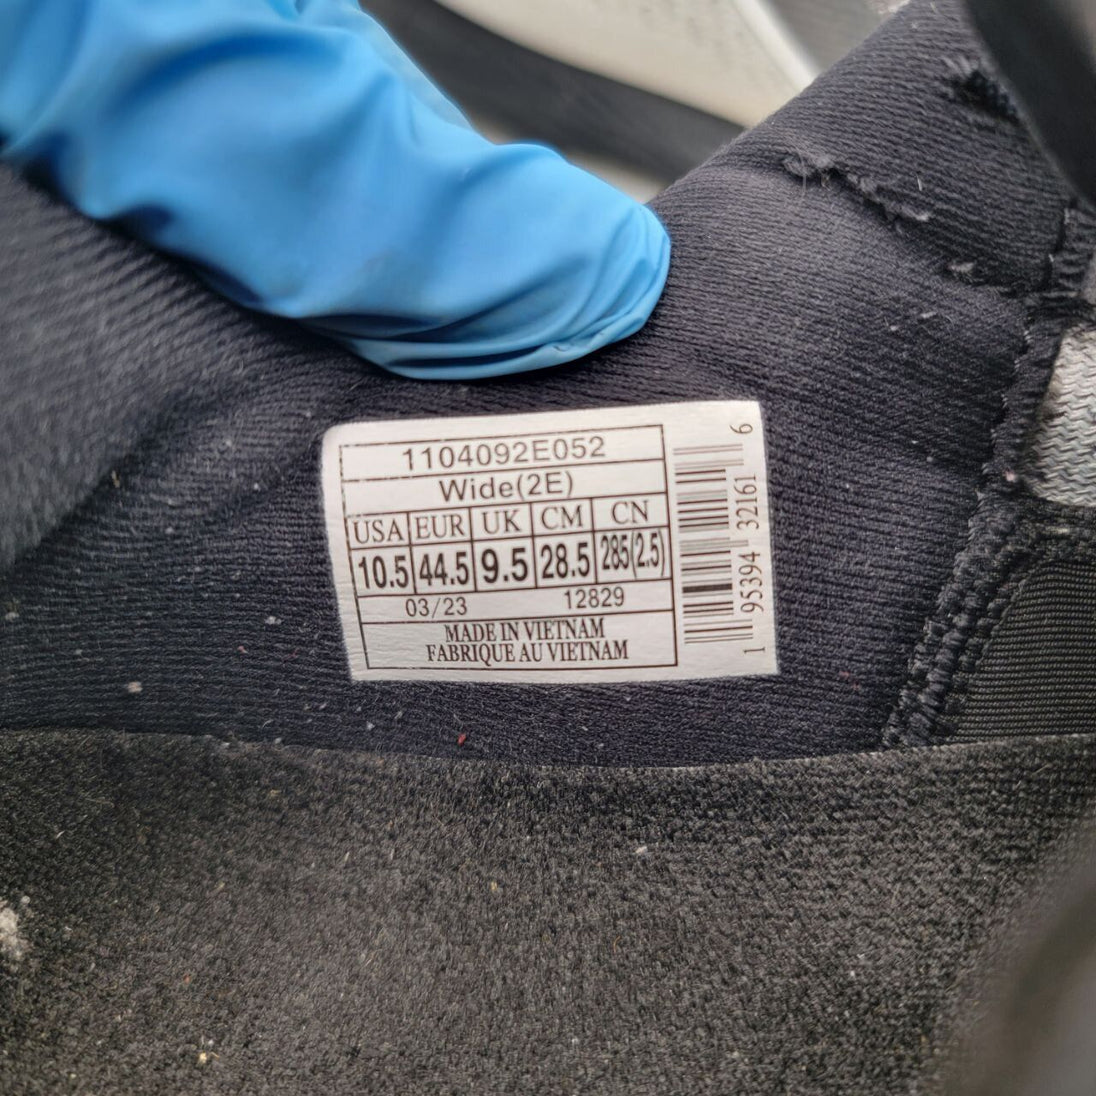 1104092E052
Wide(2E)
USA EUR UK CM CN
10.5 44.5 9.5 28.5 285(2.5)
03/23 12829
MADE IN VIETNAM
FABRIQUE AU VIETNAM
1 95394 32161 6